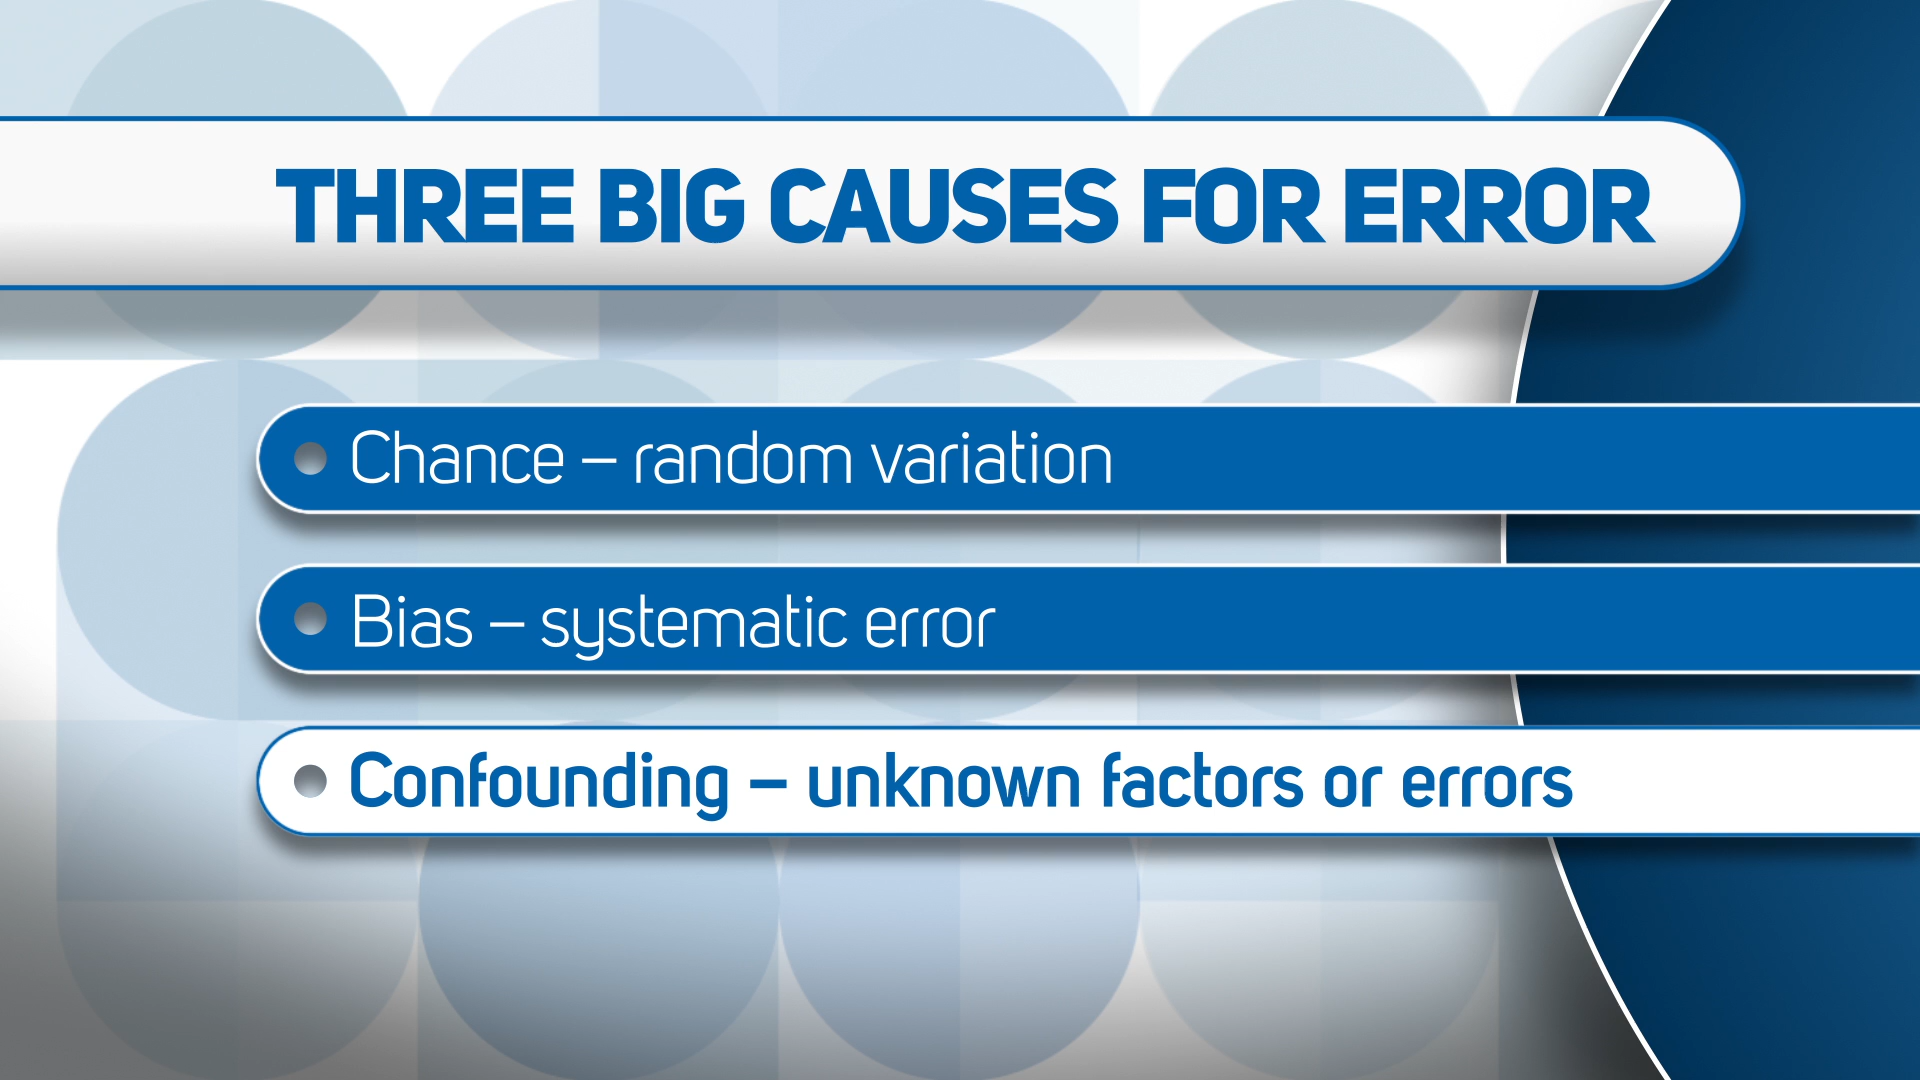 THREE BIG CAUSES FOR ERROR
Chance – random variation
Bias – systematic error
Confounding – unknown factors or errors